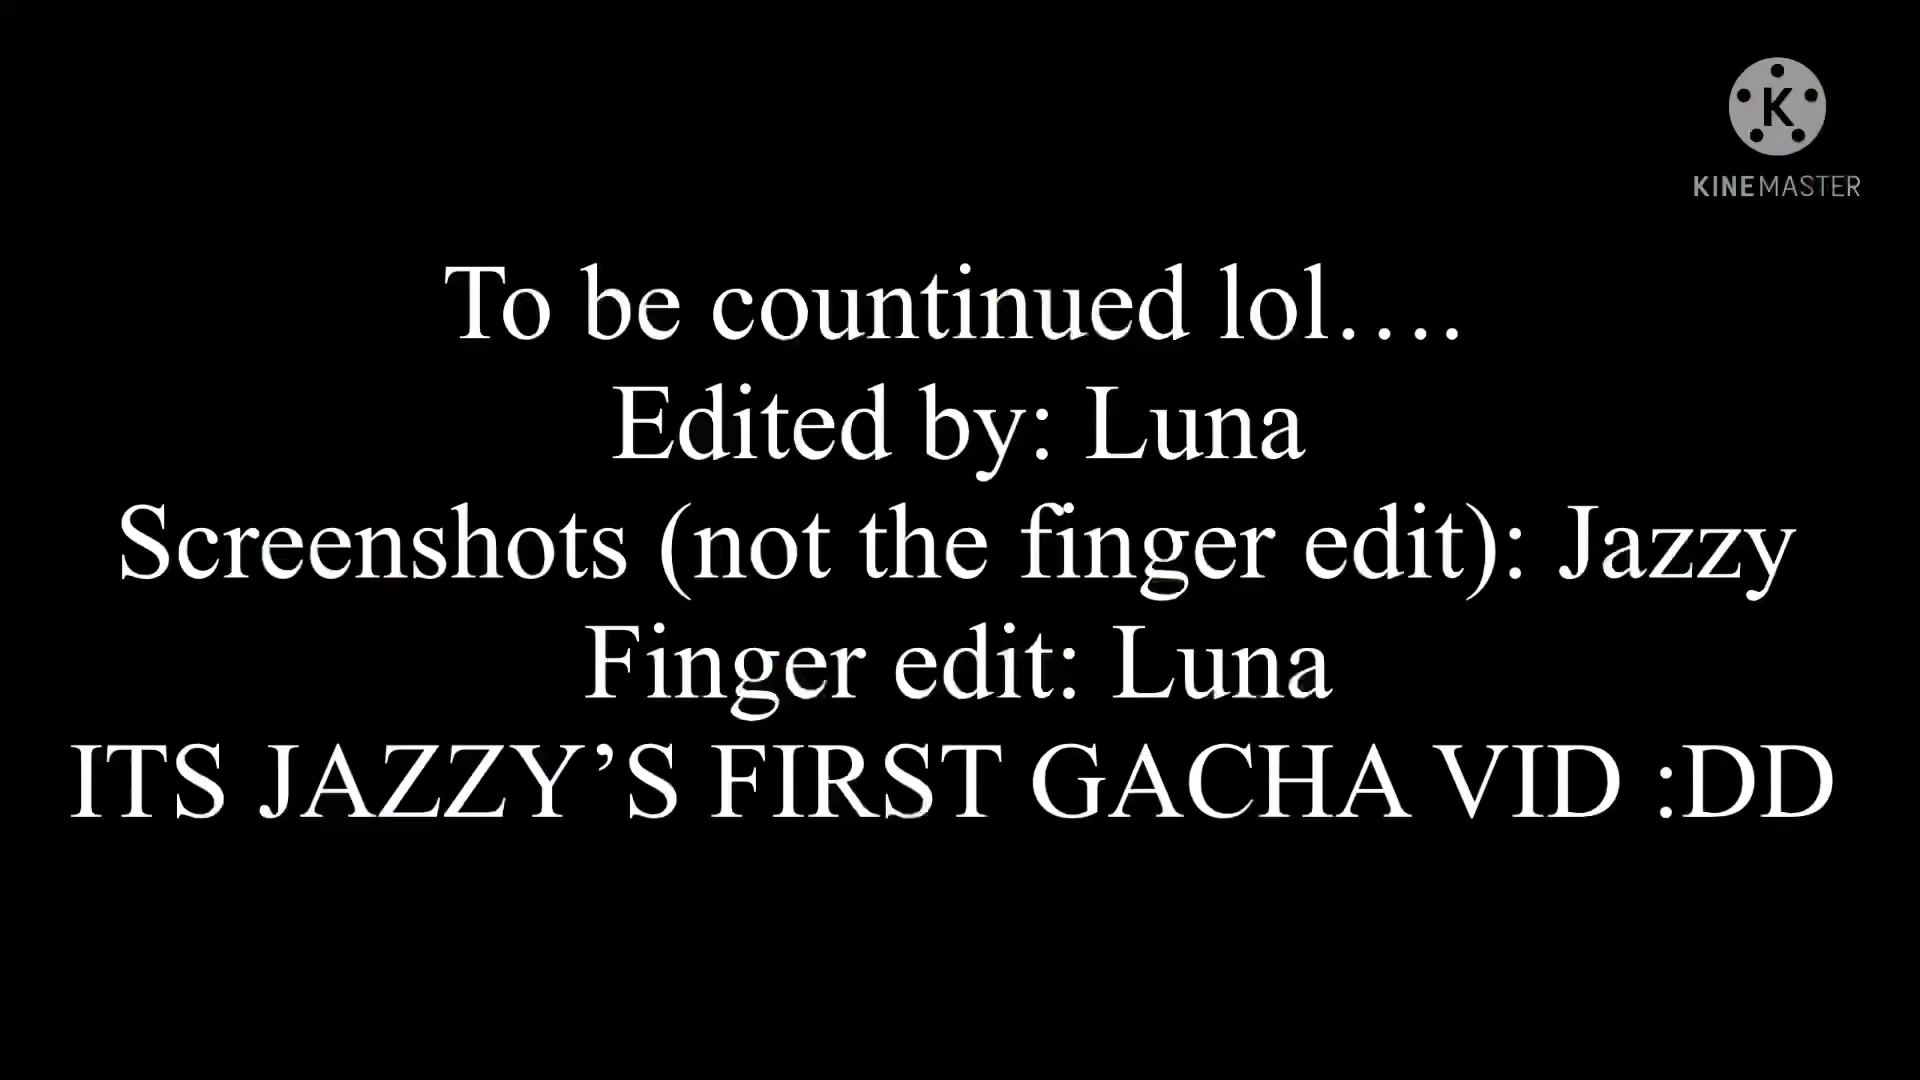 K
KINEMASTER
To be countinued lol….
Edited by: Luna
Screenshots (not the finger edit): Jazzy
Finger edit: Luna
ITS JAZZY’S FIRST GACHA VID :DD